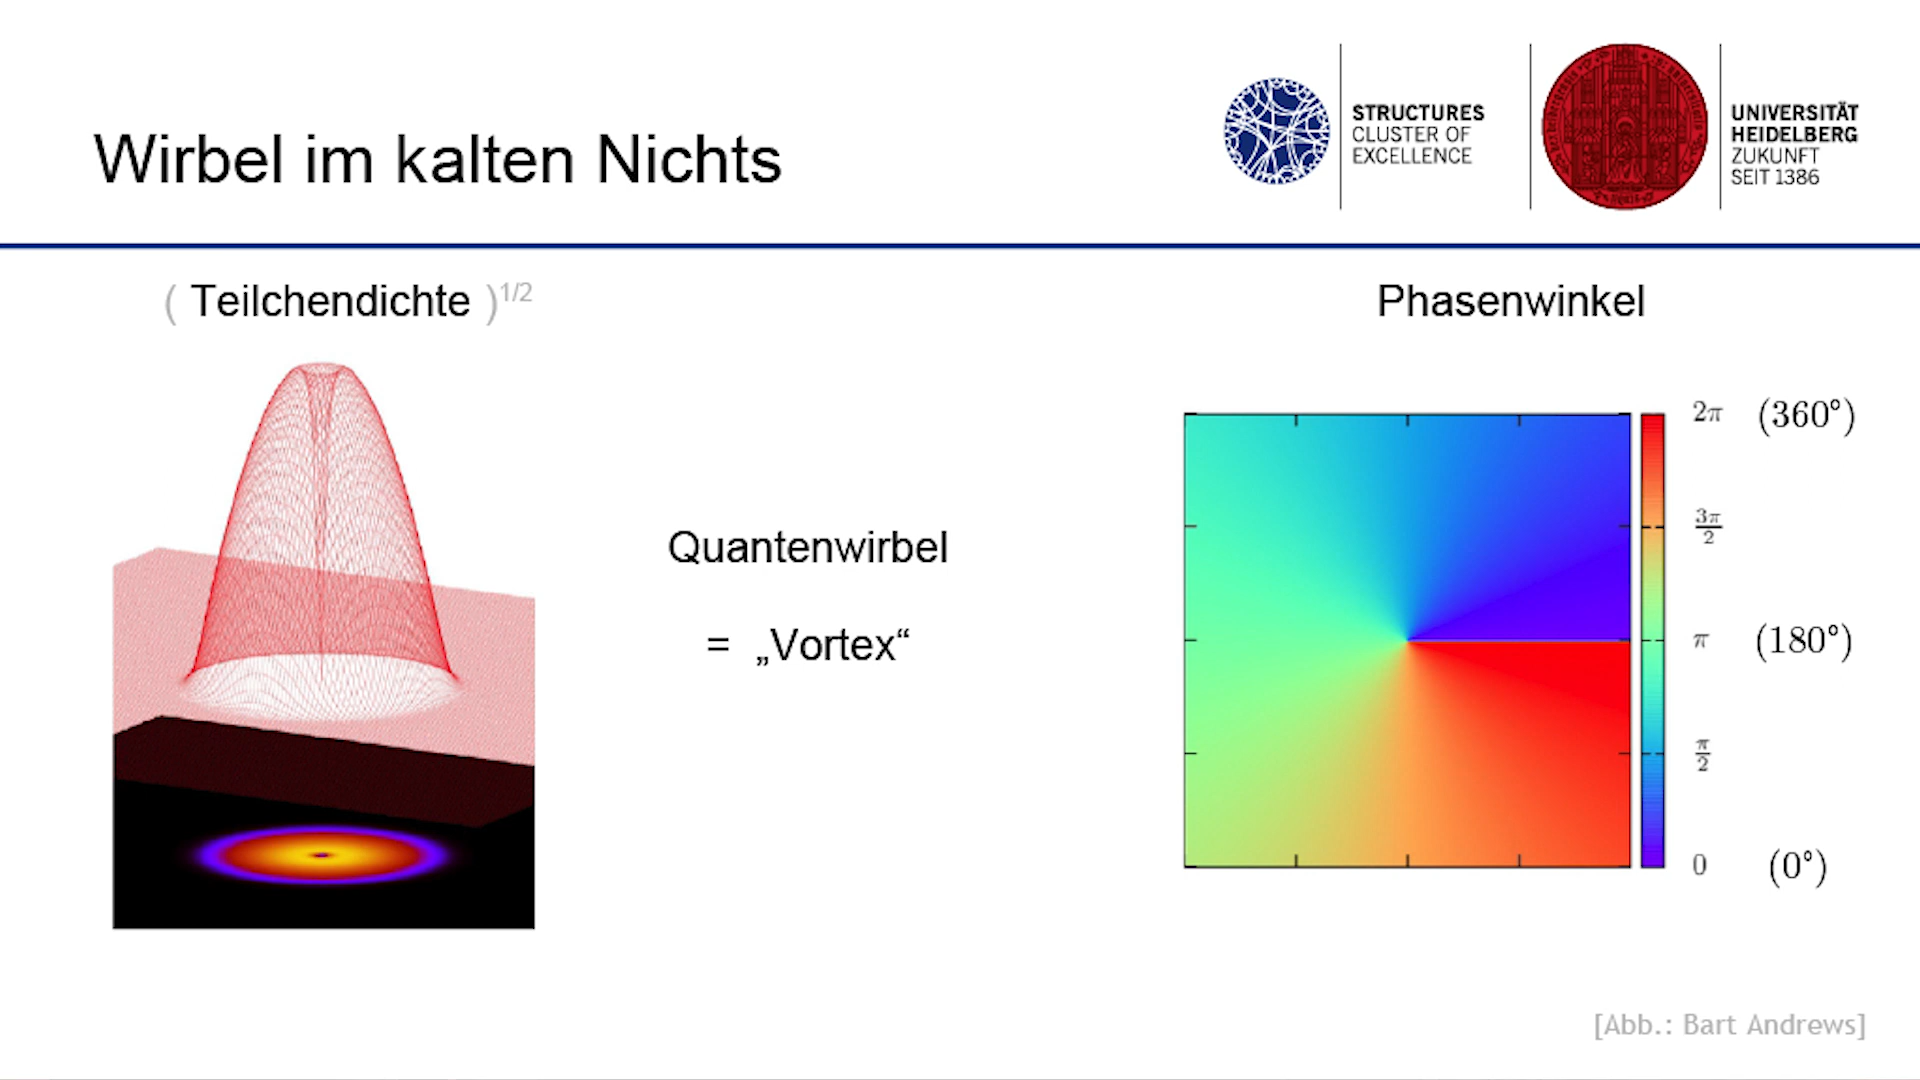 Wirbel im kalten Nichts
STRUCTURES
CLUSTER OF
EXCELLENCE
UNIVERSITÄT
HEIDELBERG
ZUKUNFT
SEIT 1386
( Teilchendichte )^1/2
Phasenwinkel
Quantenwirbel
= „Vortex“
2π (360°)
3π/2
π (180°)
π/2
0 (0°)
[Abb.: Bart Andrews]